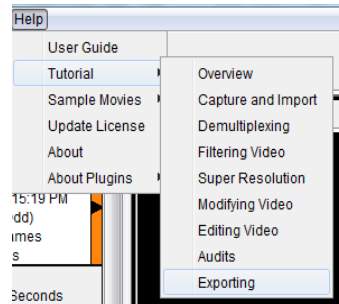 Help
User Guide
Tutorial
Sample Movies
Update License
About
About Plugins
Overview
Capture and Import
Demultiplexing
Filtering Video
Super Resolution
Modifying Video
Editing Video
Audits
Exporting
15:19 PM
dd)
ames
s
Seconds